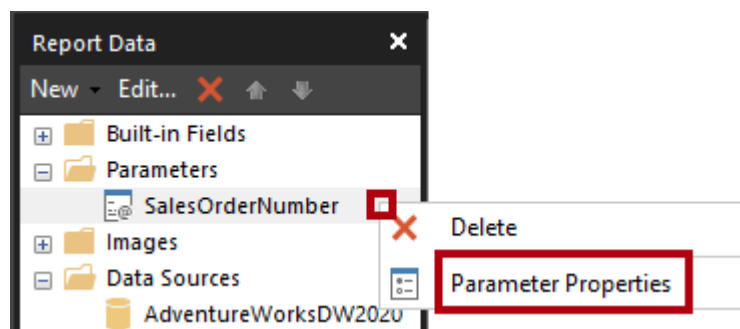 Report Data
New Edit...
Built-in Fields
Parameters
SalesOrderNumber
Delete
Images
Data Sources
Parameter Properties
AdventureWorksDW2020